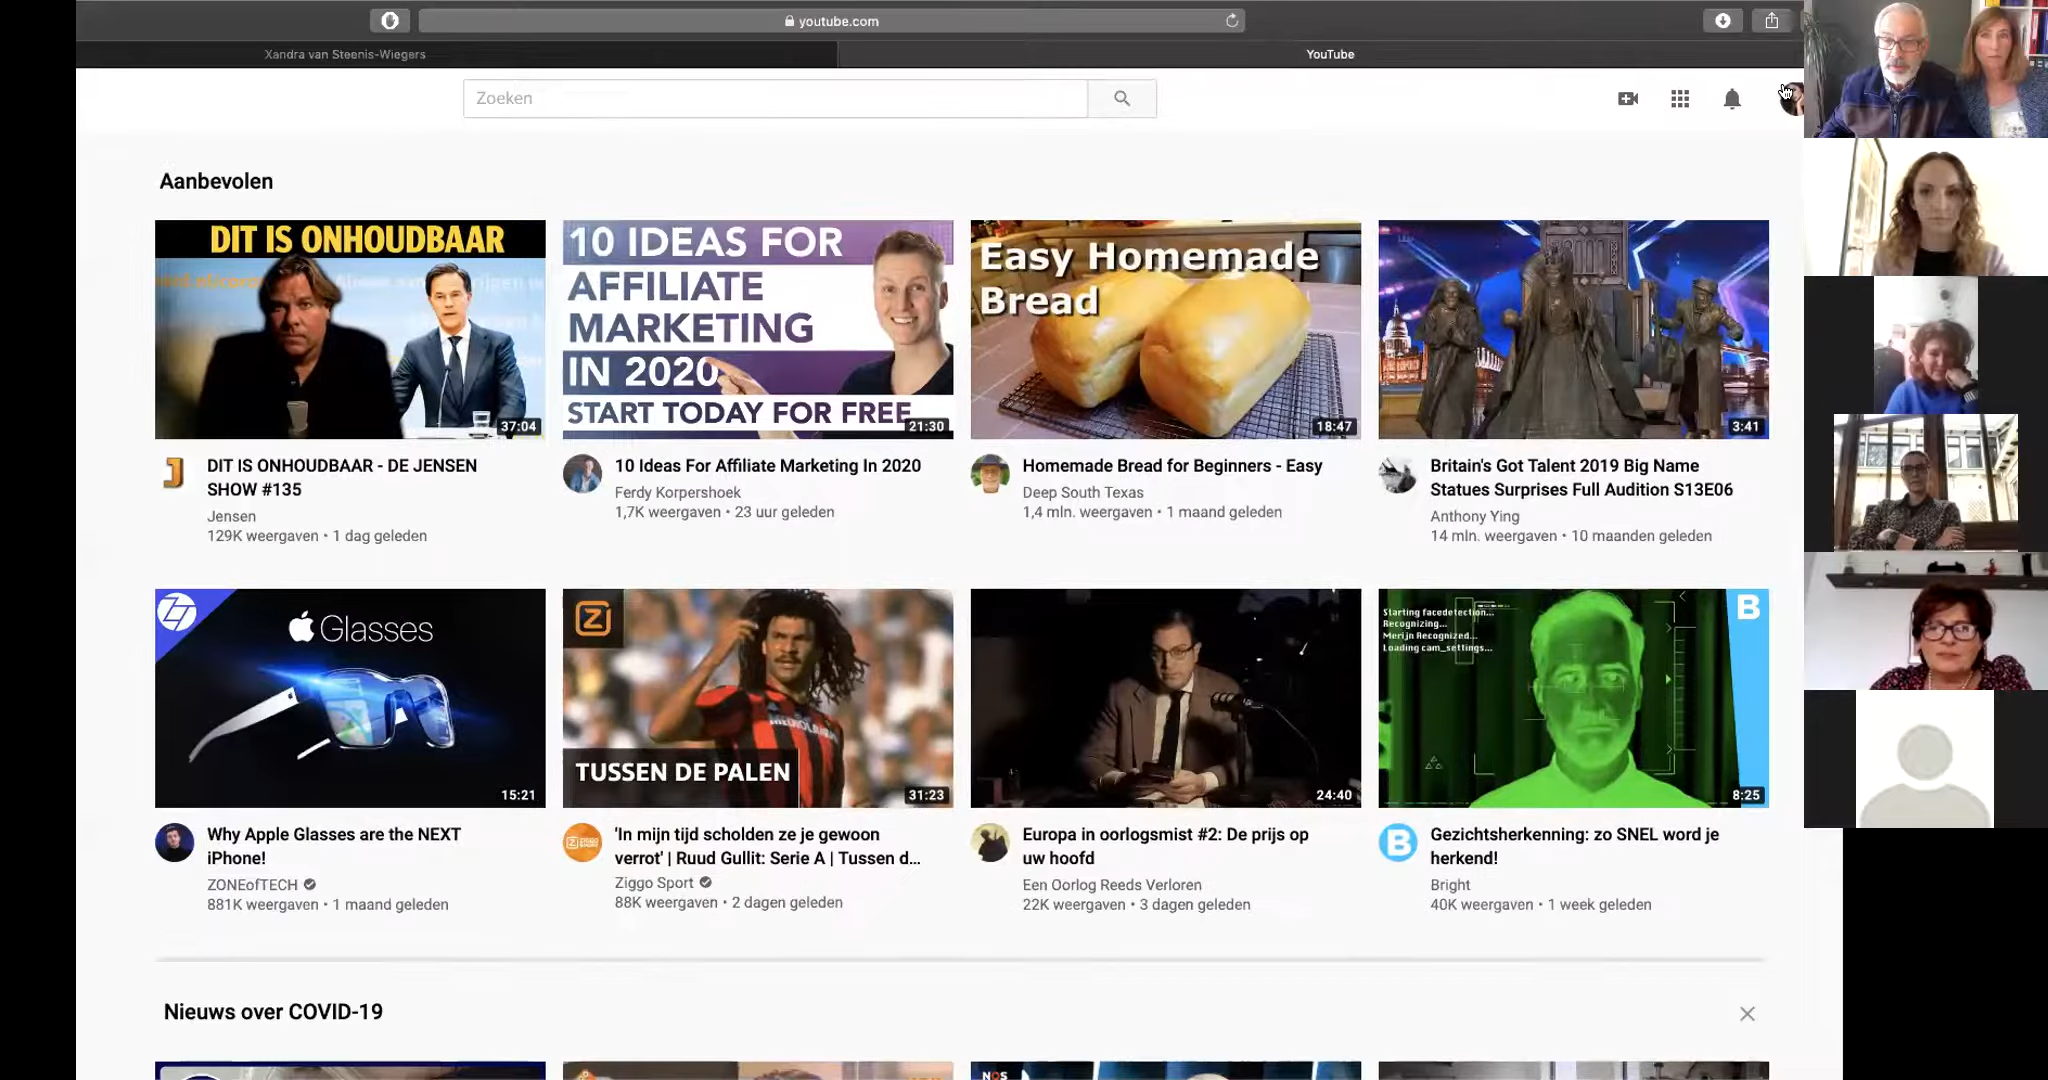 youtube.com
Xandra van Steenis-Wiegers
YouTube
Zoeken
Aanbevolen
DIT IS ONHOUDBAAR
37:04
DIT IS ONHOUDBAAR - DE JENSEN
SHOW #135
Jensen
129K weergaven • 1 dag geleden
10 IDEAS FOR
AFFILIATE
MARKETING
IN 2020
START TODAY FOR FREE
21:30
10 Ideas For Affiliate Marketing In 2020
Ferdy Korpershoek
1,7K weergaven • 23 uur geleden
Easy Homemade
Bread
18:47
Homemade Bread for Beginners - Easy
Deep South Texas
1,4 mln. weergaven • 1 maand geleden
3:41
Britain's Got Talent 2019 Big Name
Statues Surprises Full Audition S13E06
Anthony Ying
14 mln. weergaven • 10 maanden geleden
Glasses
15:21
Why Apple Glasses are the NEXT
iPhone!
ZONEofTECH
881K weergaven • 1 maand geleden
Z
TUSSEN DE PALEN
31:23
'In mijn tijd scholden ze je gewoon
verrot' | Ruud Gullit: Serie A | Tussen d...
Ziggo Sport
88K weergaven • 2 dagen geleden
24:40
Europa in oorlogsmist #2: De prijs op
uw hoofd
Een Oorlog Reeds Verloren
22K weergaven • 3 dagen geleden
Starting facedetection...
Recognizing...
Merijn Recognized...
Loading cam_settings...
B
8:25
B
Gezichtsherkenning: zo SNEL word je
herkend!
Bright
40K weergaven • 1 week geleden
Nieuws over COVID-19
NOS